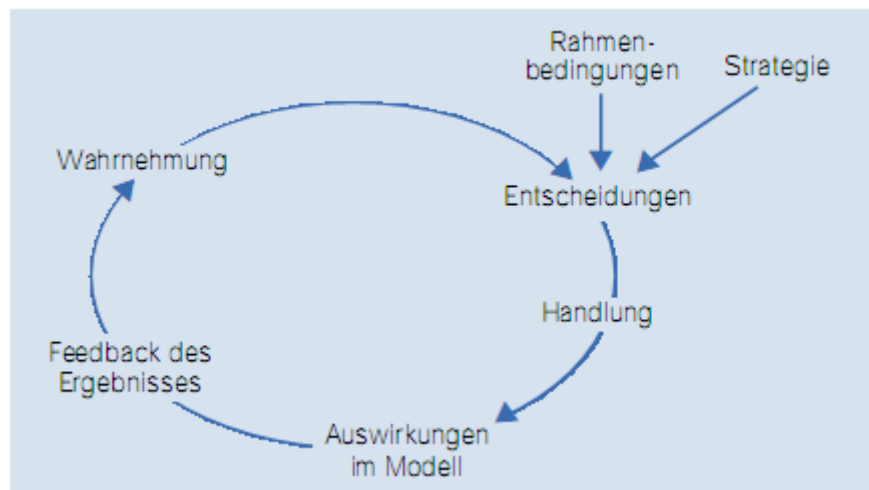 Rahmen-
bedingungen
Strategie
Wahrnehmung
Entscheidungen
Handlung
Feedback des
Ergebnisses
Auswirkungen
im Modell